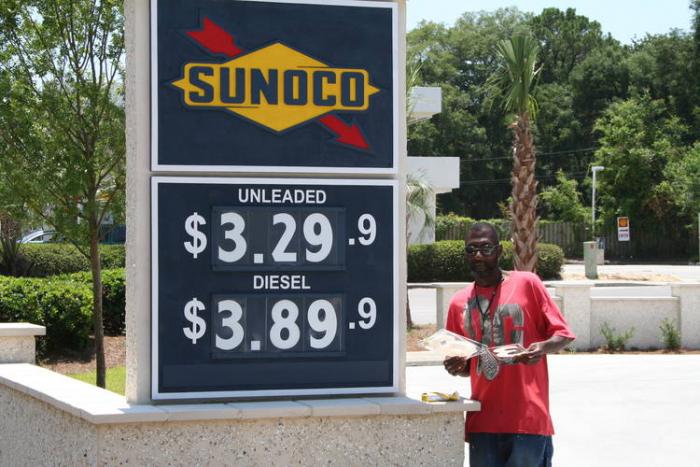 SUNOCO
UNLEADED
$3.29.9
DIESEL
$3.89.9